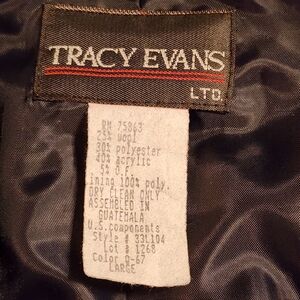 TRACY EVANS
LTD.
RN 75863
25% wool
30% polyester
40% acrylic
5% O.F.
ining 100% poly.
DRY CLEAN ONLY
ASSEMBLED IN
GUATEMALA
U.S.components
Style # 33L104
Lot # 1268
Color 0-67
LARGE